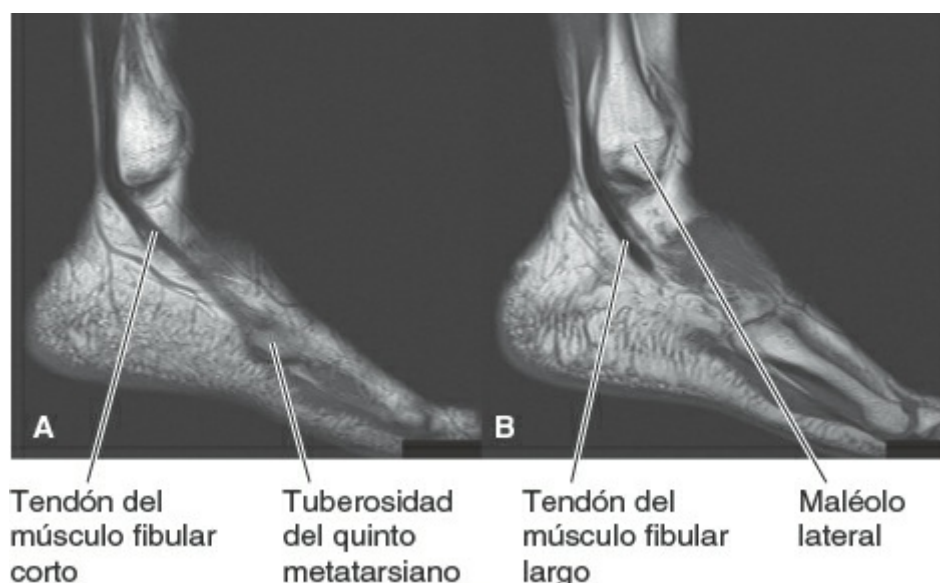 A
B
Tendón del
músculo fibular
corto
Tuberosidad
del quinto
metatarsiano
Tendón del
músculo fibular
largo
Maléolo
lateral